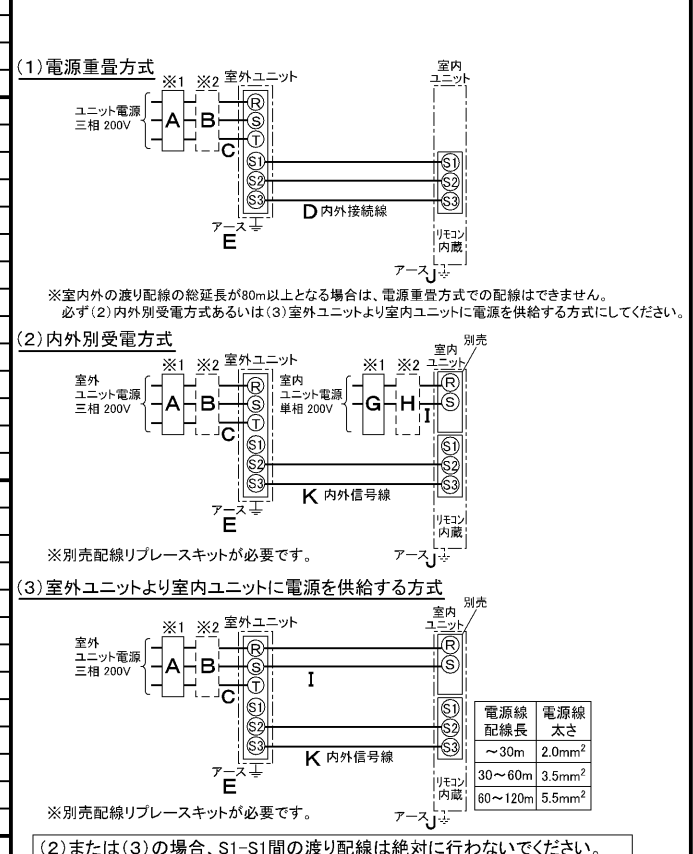 (1)電源重畳方式
※1 ※2 室外ユニット
室内
ユニット
ユニット電源
三相 200V
A B
R
S
T
C
S1 S1
S2 S2
S3 S3
D 内外接続線
アース
E
リモコン
内蔵
アース J
※室内外の渡り配線の総延長が80m以上となる場合は、電源重畳方式での配線はできません。
必ず(2)内外別受電方式あるいは(3)室外ユニットより室内ユニットに電源を供給する方式にしてください。
(2)内外別受電方式
※1 ※2 室外ユニット
※1 ※2 室内
ユニット
別売
室外
ユニット電源
三相 200V
A B
R
S
T
C
室内
ユニット電源
単相 200V
G H
I
R
S
S1 S1
S2 S2
S3 S3
K 内外信号線
アース
E
リモコン
内蔵
※別売配線リプレースキットが必要です。
アース J
(3)室外ユニットより室内ユニットに電源を供給する方式
※1 ※2 室外ユニット
室内
ユニット
別売
室外
ユニット電源
三相 200V
A B
R R
S S
T
C
I
S1 S1
S2 S2
S3 S3
K 内外信号線
アース
E
リモコン
内蔵
※別売配線リプレースキットが必要です。
アース J
電源線
配線長
電源線
太さ
~30m 2.0mm²
30~60m 3.5mm²
60~120m 5.5mm²
(2)または(3)の場合、S1-S1間の渡り配線は絶対に行わないでください。